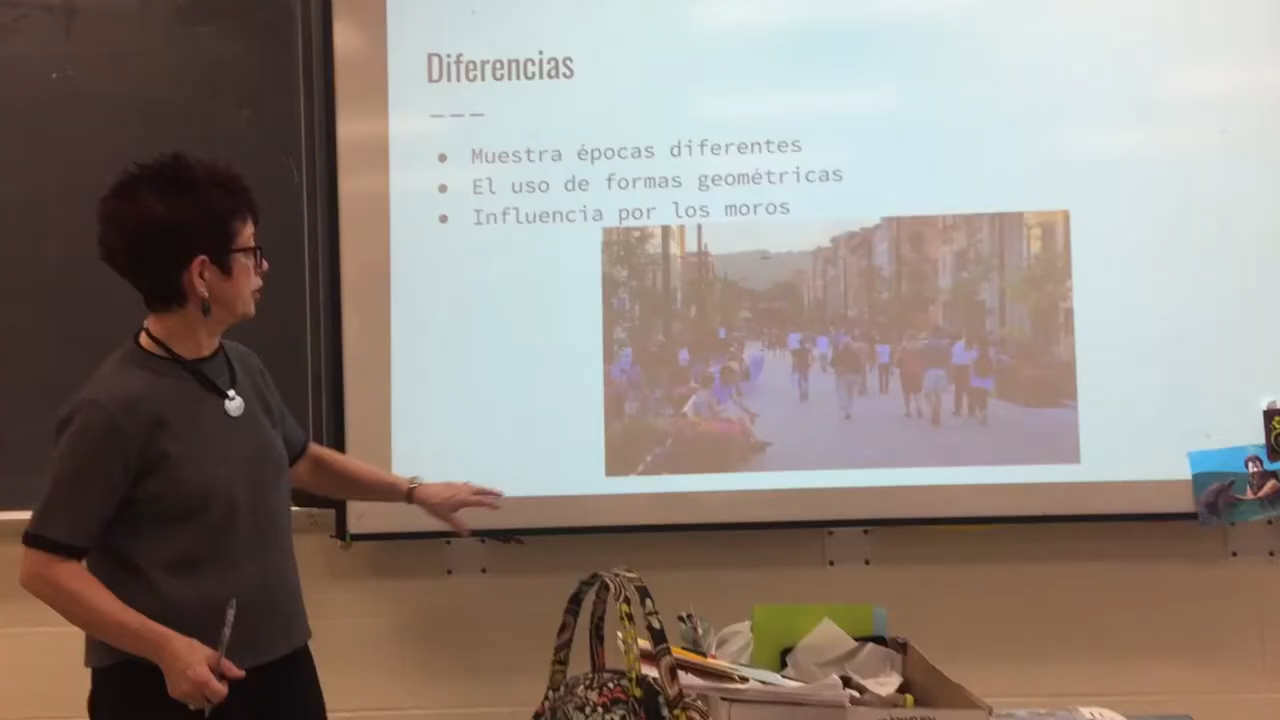 Diferencias
Muestra épocas diferentes
El uso de formas geométricas
Influencia por los moros